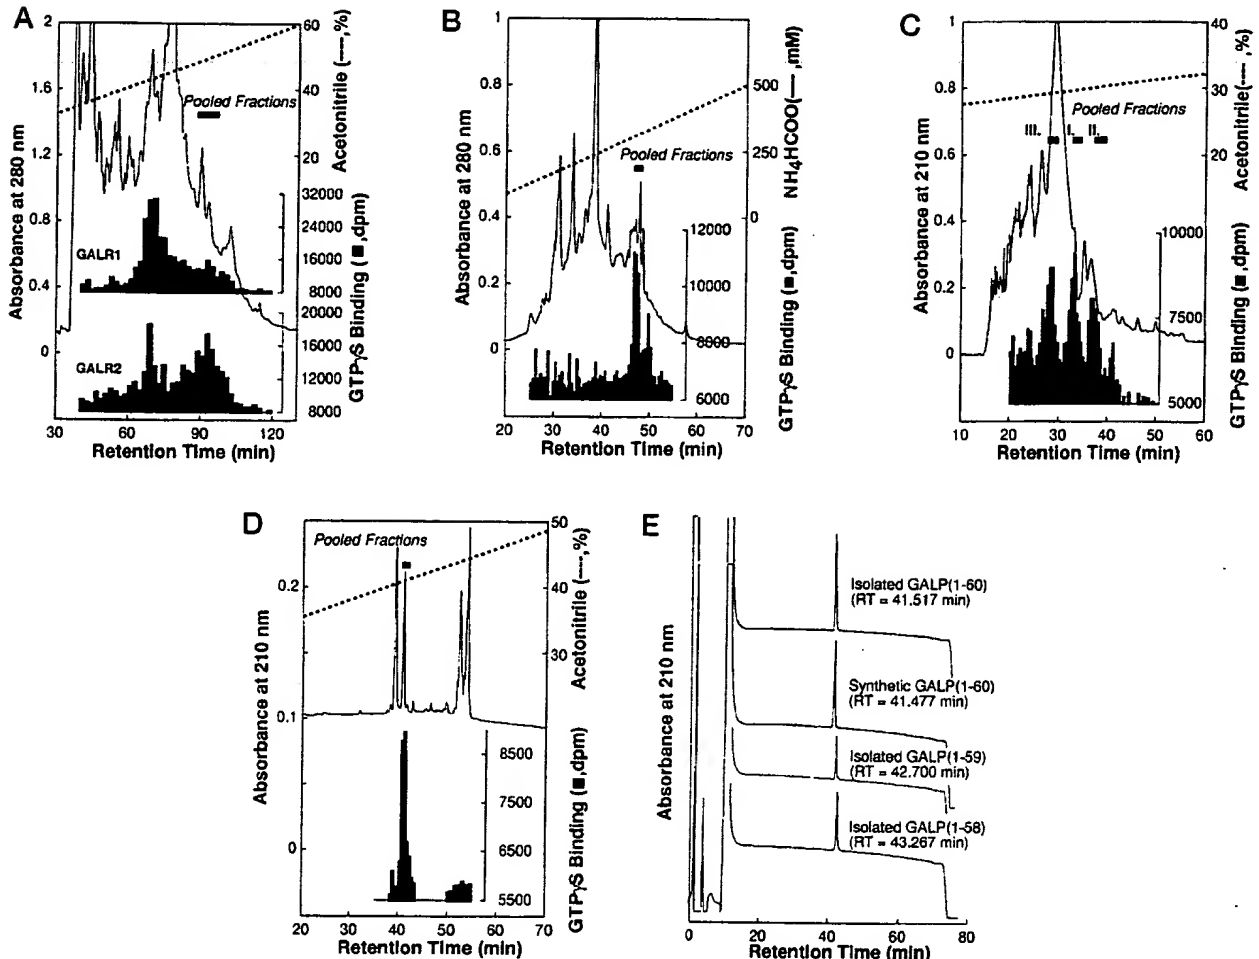 A
2
1.6
1.2
0.8
0.4
0
Absorbance at 280 nm
60
40
20
Acetonitrile (----,%)
Pooled Fractions
32000
24000
16000
8000
20000
16000
12000
8000
GTPγS Binding (■,dpm)
GALR1
GALR2
30
60
90
120
Retention Time (min)
B
1
0.8
0.6
0.4
0.2
0
Absorbance at 280 nm
500
250
0
NH4HCOO(----,mM)
Pooled Fractions
12000
10000
8000
6000
GTPγS Binding (■,dpm)
20
30
40
50
60
70
Retention Time (min)
C
1
0.8
0.6
0.4
0.2
0
Absorbance at 210 nm
40
30
20
Acetonitrile(----,%)
Pooled Fractions
III.
I.
II.
10000
7500
5000
GTPγS Binding (■,dpm)
10
20
30
40
50
60
Retention Time (min)
D
0.2
0.1
0
Absorbance at 210 nm
50
40
30
Acetonitrile (----,%)
Pooled Fractions
8500
7500
6500
5500
GTPγS Binding (■,dpm)
20
30
40
50
60
70
Retention Time (min)
E
Absorbance at 210 nm
Isolated GALP(1-60)
(RT = 41.517 min)
Synthetic GALP(1-60)
(RT = 41.477 min)
Isolated GALP(1-59)
(RT = 42.700 min)
Isolated GALP(1-58)
(RT = 43.267 min)
0
20
40
60
80
Retention Time (min)